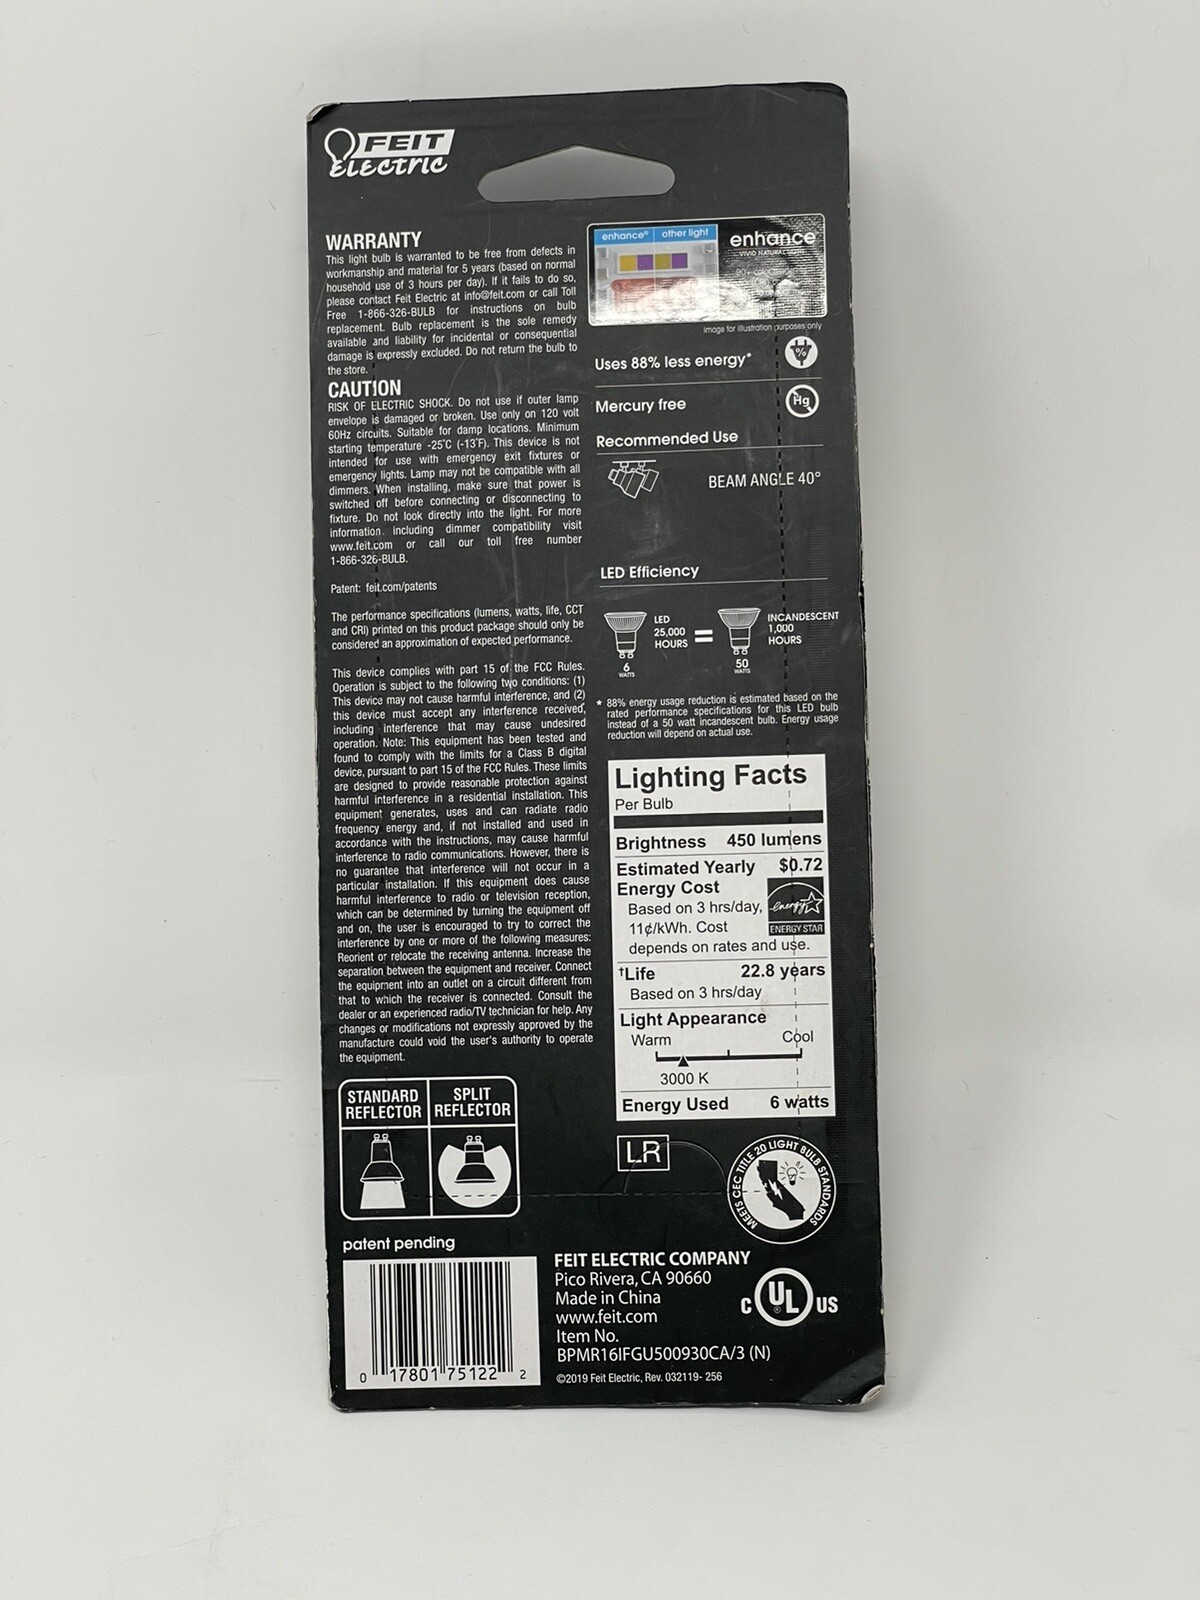 FEIT
Electric
WARRANTY
This light bulb is warranted to be free from defects in
workmanship and material for 5 years (based on normal
household use of 3 hours per day). If it fails to do so,
please contact Feit Electric at info@feit.com or call Toll
Free 1-866-326-BULB for instructions on bulb
replacement. Bulb replacement is the sole remedy
available and liability for incidental or consequential
damage is expressly excluded. Do not return the bulb to
the store.
CAUTION
RISK OF ELECTRIC SHOCK. Do not use if outer lamp
envelope is damaged or broken. Use only on 120 volt
60Hz circuits. Suitable for damp locations. Minimum
starting temperature -25°C (-13°F). This device is not
intended for use with emergency exit fixtures or
emergency lights. Lamp may not be compatible with all
dimmers. When installing, make sure that power is
switched off before connecting or disconnecting to
fixture. Do not look directly into the light. For more
information including dimmer compatibility visit
www.feit.com or call our toll free number
1-866-326-BULB.
Patent: feit.com/patents
The performance specifications (lumens, watts, life, CCT
and CRI) printed on this product package should only be
considered an approximation of expected performance.
This device complies with part 15 of the FCC Rules.
Operation is subject to the following two conditions: (1)
This device may not cause harmful interference, and (2)
this device must accept any interference received,
including interference that may cause undesired
operation. Note: This equipment has been tested and
found to comply with the limits for a Class B digital
device, pursuant to part 15 of the FCC Rules. These limits
are designed to provide reasonable protection against
harmful interference in a residential installation. This
equipment generates, uses and can radiate radio
frequency energy and, if not installed and used in
accordance with the instructions, may cause harmful
interference to radio communications. However, there is
no guarantee that interference will not occur in a
particular installation. If this equipment does cause
harmful interference to radio or television reception,
which can be determined by turning the equipment off
and on, the user is encouraged to try to correct the
interference by one or more of the following measures:
Reorient or relocate the receiving antenna. Increase the
separation between the equipment and receiver. Connect
the equipment into an outlet on a circuit different from
that to which the receiver is connected. Consult the
dealer or an experienced radio/TV technician for help. Any
changes or modifications not expressly approved by the
manufacture could void the user's authority to operate
the equipment.
STANDARD
REFLECTOR
SPLIT
REFLECTOR
patent pending
0 17801 75122 2
enhance® other light
enhance
VIVID NATURAL
image for illustration purposes only
Uses 88% less energy*
%
Mercury free
Hg
Recommended Use
BEAM ANGLE 40°
LED Efficiency
LED
25,000
HOURS
6
WATTS
=
INCANDESCENT
1,000
HOURS
50
WATTS
* 88% energy usage reduction is estimated based on the
rated performance specifications for this LED bulb
instead of a 50 watt incandescent bulb. Energy usage
reduction will depend on actual use.
Lighting Facts
Per Bulb
Brightness 450 lumens
Estimated Yearly $0.72
Energy Cost
Based on 3 hrs/day,
11¢/kWh. Cost
depends on rates and use.
energy
ENERGY STAR
†Life 22.8 years
Based on 3 hrs/day
Light Appearance
Warm Cool
3000 K
Energy Used 6 watts
LR
MEETS CEC TITLE 20 LIGHT BULB STANDARDS
FEIT ELECTRIC COMPANY
Pico Rivera, CA 90660
Made in China
www.feit.com
Item No.
BPMR16IFGU500930CA/3 (N)
©2019 Feit Electric, Rev. 032119- 256
C UL® US